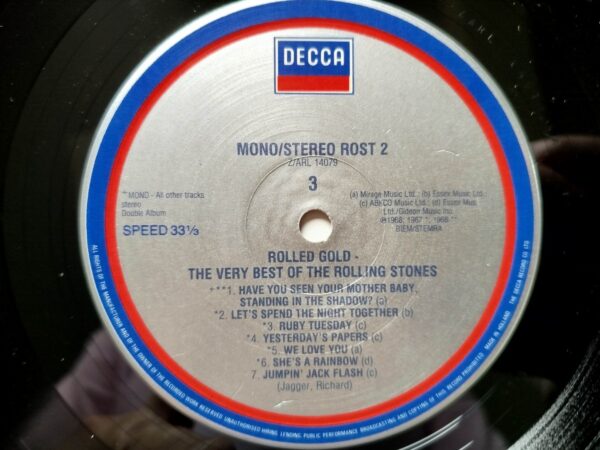 DECCA
MONO/STEREO ROST 2
Z/ARL 14079
3
**MONO - All other tracks
stereo
Double Album
SPEED 33⅓
(a) Mirage Music Ltd.; (b) Essex Music Ltd.
(c) ABKCO Music Ltd.; (d) Essex Music
Ltd./Gideon Music Inc.
℗1966; 1967*; 1968
BIEM/STEMRA
ROLLED GOLD -
THE VERY BEST OF THE ROLLING STONES
1. HAVE YOU SEEN YOUR MOTHER BABY,
STANDING IN THE SHADOW? (a)
*2. LET'S SPEND THE NIGHT TOGETHER (b)
*3. RUBY TUESDAY (c)
*4. YESTERDAY'S PAPERS (c)
*5. WE LOVE YOU (a)
*6. SHE'S A RAINBOW (d)
7. JUMPIN' JACK FLASH (c)
(Jagger, Richard)
ALL RIGHTS OF THE MANUFACTURER AND OF THE OWNER OF THE RECORDED WORK RESERVED UNAUTHORISED HIRING LENDING PUBLIC PERFORMANCE BROADCASTING AND COPYING OF THIS RECORD PROHIBITED
MADE IN HOLLAND THE DECCA RECORD CO LTD